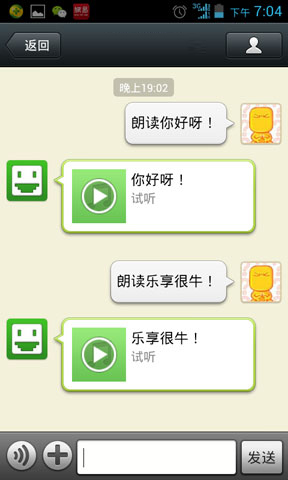 3G
下午 7:04
返回
晚上19:02
朗读你好呀！
你好呀！
试听
朗读乐享很牛！
乐享很牛！
试听
发送